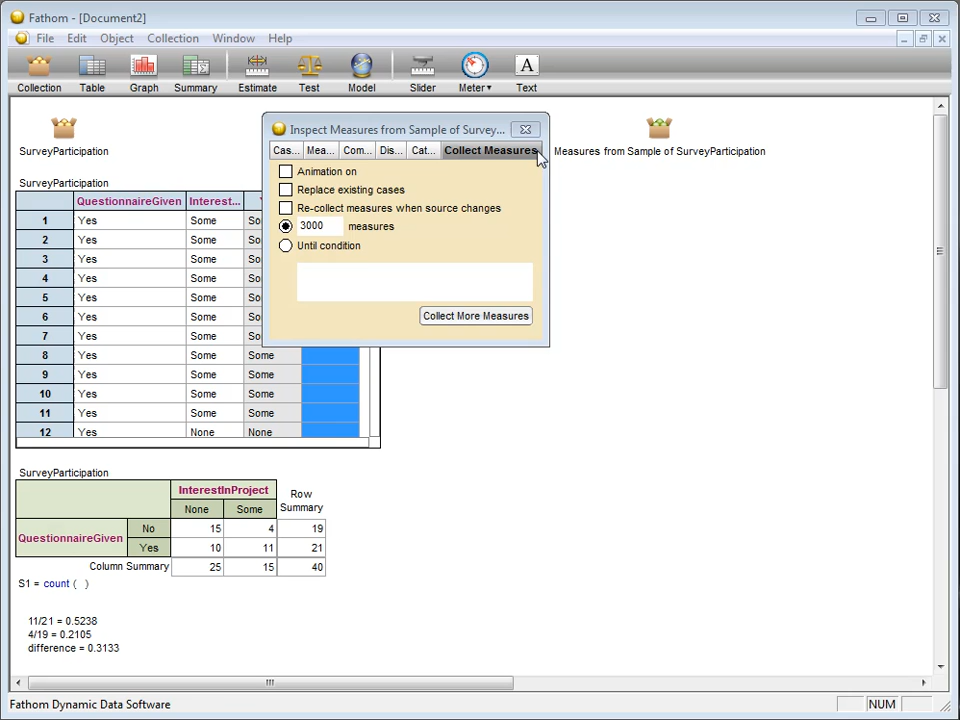 Fathom - [Document2]
File Edit Object Collection Window Help
Collection Table Graph Summary Estimate Test Model Slider Meter▾ A Text
SurveyParticipation
Measures from Sample of SurveyParticipation
Inspect Measures from Sample of Survey...
Cas... Mea... Com... Dis... Cat... Collect Measures
Animation on
Replace existing cases
Re-collect measures when source changes
3000 measures
Until condition
Collect More Measures
SurveyParticipation
QuestionnaireGiven Interest...
1 Yes Some So
2 Yes Some So
3 Yes Some So
4 Yes Some So
5 Yes Some So
6 Yes Some So
7 Yes Some So
8 Yes Some Some
9 Yes Some Some
10 Yes Some Some
11 Yes Some Some
12 Yes None None
SurveyParticipation
InterestInProject Row Summary
None Some
QuestionnaireGiven
No 15 4 19
Yes 10 11 21
Column Summary 25 15 40
S1 = count ( )
11/21 = 0.5238
4/19 = 0.2105
difference = 0.3133
Fathom Dynamic Data Software
NUM